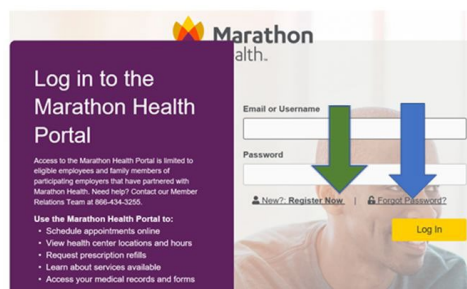 Marathon
alth.
Log in to the
Marathon Health
Portal
Access to the Marathon Health Portal is limited to
eligible employees and family members of
participating employers that have partnered with
Marathon Health. Need help? Contact our Member
Relations Team at 866-434-3255.
Use the Marathon Health Portal to:
• Schedule appointments online
• View health center locations and hours
• Request prescription refills
• Learn about services available
• Access your medical records and forms
Email or Username
Password
New?: Register Now | Forgot Password?
Log In